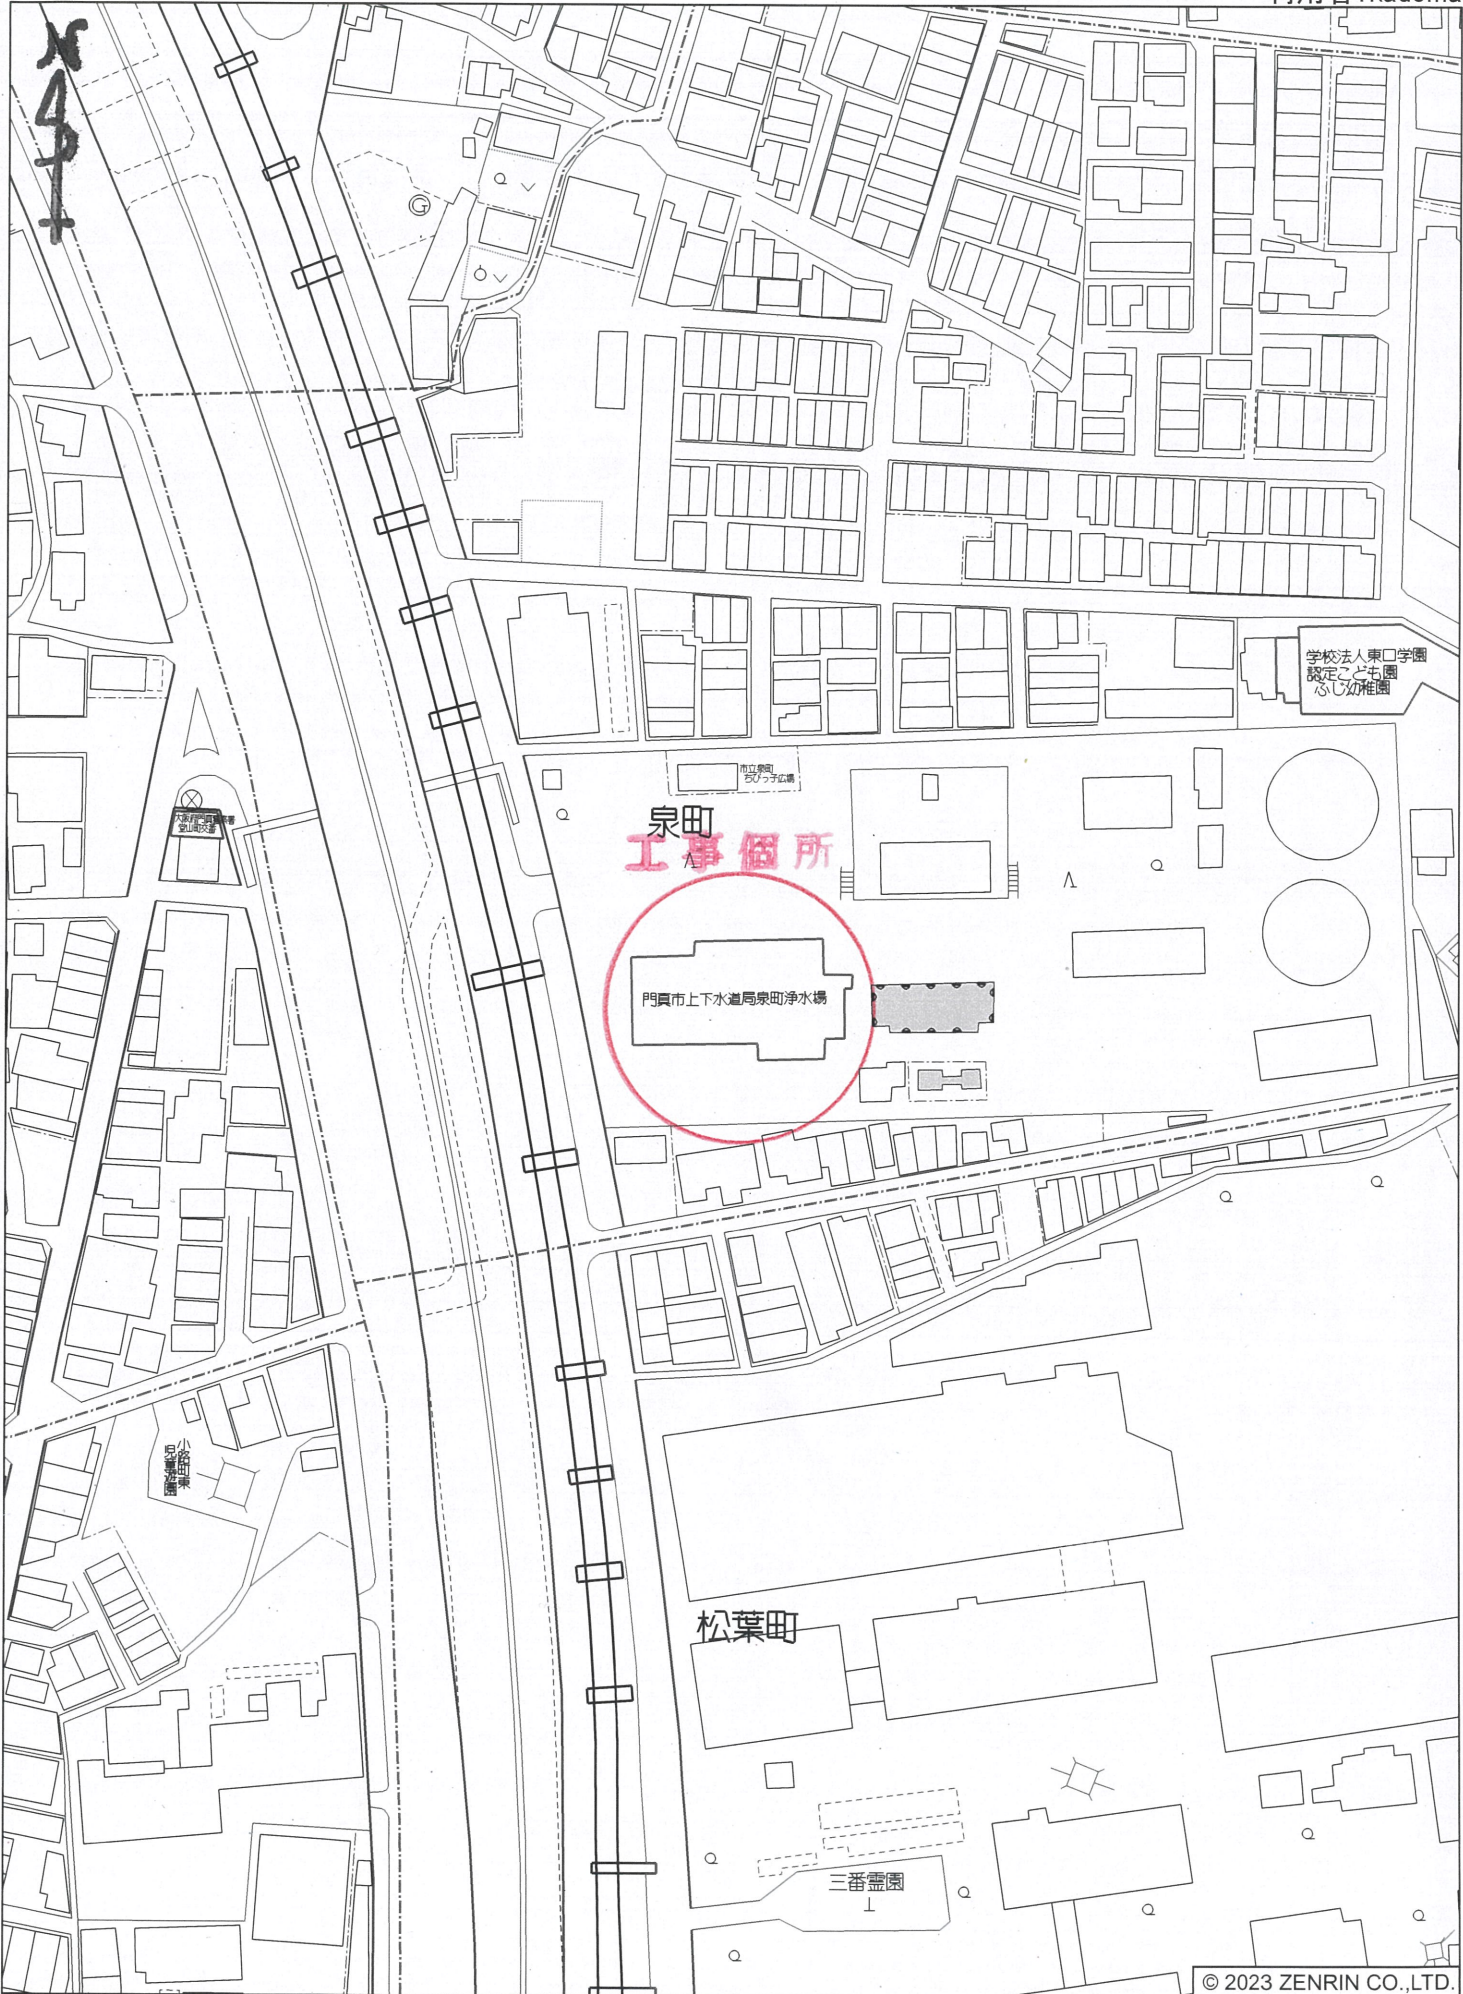 N
学校法人東口学園
認定こども園
ふじ幼稚園
市立泉町
ちびっ子広場
泉町
工事個所
門真市上下水道局泉町浄水場
小路町東
児童遊園
松葉町
三番霊園
© 2023 ZENRIN CO.,LTD.